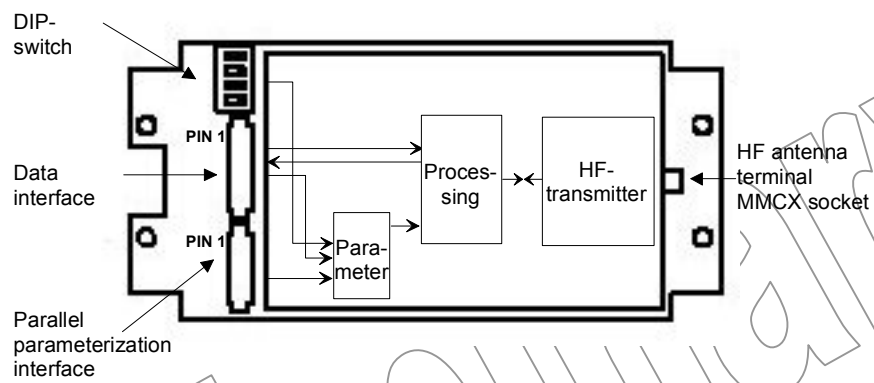 DIP-
switch
PIN 1
Data
interface
PIN 1
Parallel
parameterization
interface
Proces-
sing
Para-
meter
HF-
transmitter
HF antenna
terminal
MMCX socket